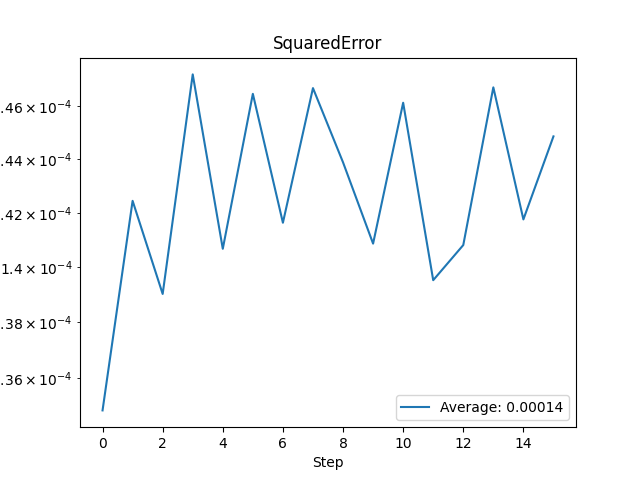 SquaredError
.46 × 10⁻⁴
.44 × 10⁻⁴
.42 × 10⁻⁴
1.4 × 10⁻⁴
.38 × 10⁻⁴
.36 × 10⁻⁴
Average: 0.00014
0 2 4 6 8 10 12 14
Step